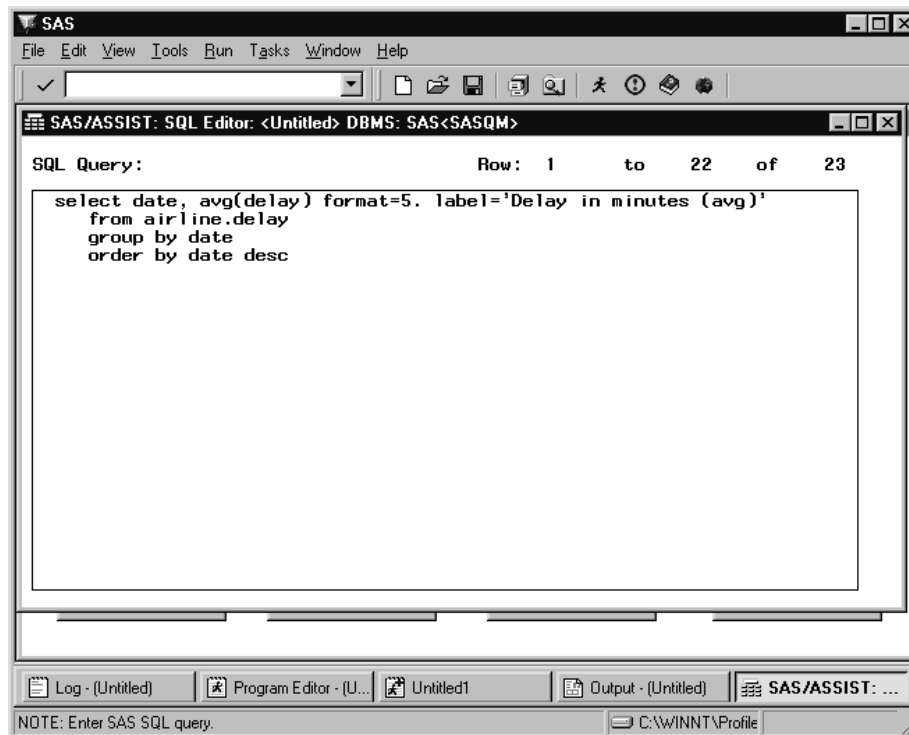 SAS
File Edit View Tools Run Tasks Window Help
SAS/ASSIST: SQL Editor: <Untitled> DBMS: SAS<SASQM>
SQL Query: Row: 1 to 22 of 23
select date, avg(delay) format=5. label='Delay in minutes (avg)'
from airline.delay
group by date
order by date desc
Log - (Untitled) Program Editor - (U... Untitled1 Output - (Untitled) SAS/ASSIST: ...
NOTE: Enter SAS SQL query. C:\WINNT\Profile